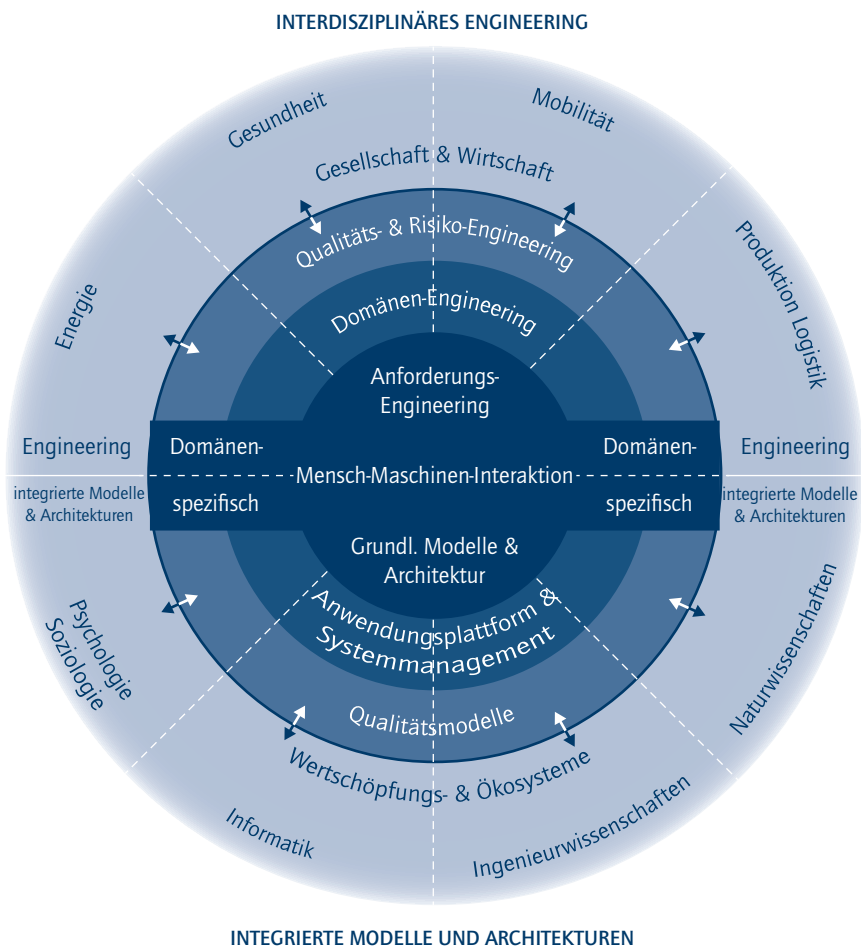 INTERDISZIPLINÄRES ENGINEERING
Gesundheit
Mobilität
Gesellschaft & Wirtschaft
Qualitäts- & Risiko-Engineering
Energie
Produktion Logistik
Domänen-Engineering
Anforderungs-
Engineering
Engineering
Domänen-
Domänen-
Engineering
Mensch-Maschinen-Interaktion
integrierte Modelle
& Architekturen
spezifisch
spezifisch
integrierte Modelle
& Architekturen
Grundl. Modelle &
Architektur
Anwendungsplattform &
Systemmanagement
Psychologie
Soziologie
Naturwissenschaften
Qualitätsmodelle
Wertschöpfungs- & Ökosysteme
Informatik
Ingenieurwissenschaften
INTEGRIERTE MODELLE UND ARCHITEKTUREN